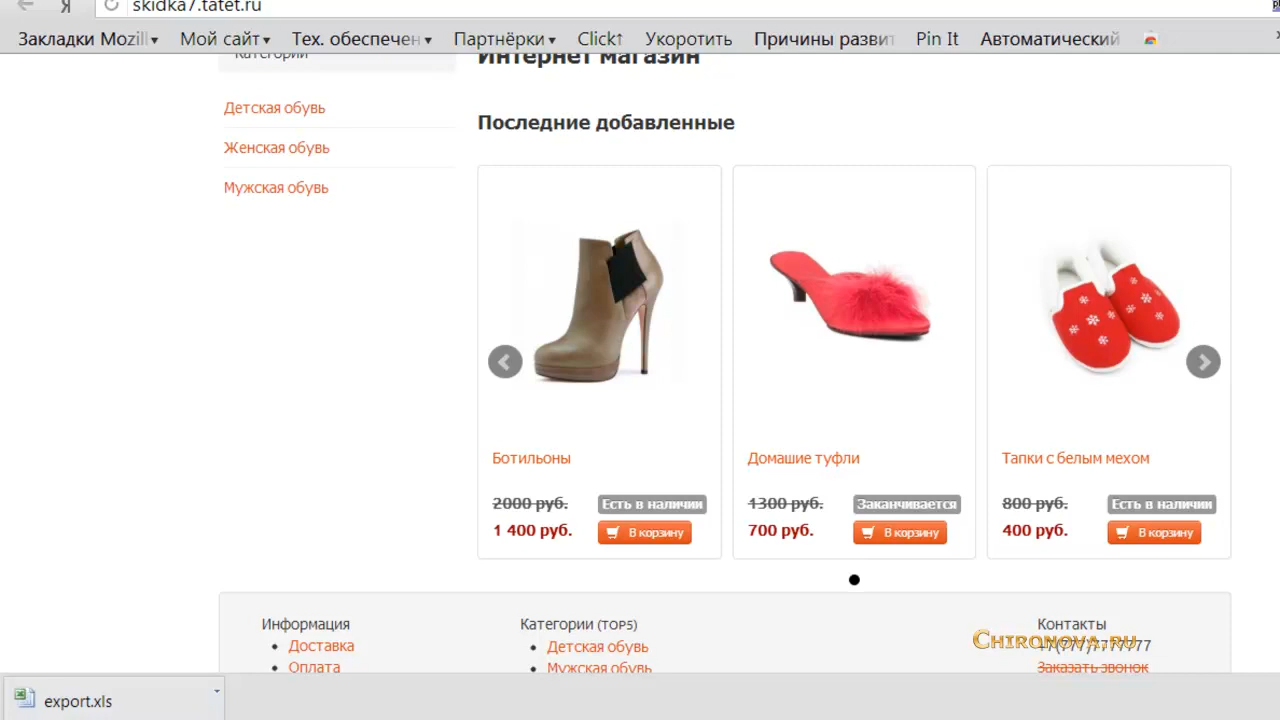 skidka7.tatet.ru
Закладки Mozill
Мой сайт
Тех. обеспечен
Партнёрки
Click↑
Укоротить
Причины развит
Pin It
Автоматический
Категории
Интернет магазин
Детская обувь
Женская обувь
Мужская обувь
Последние добавленные
Ботильоны
2000 руб.
Есть в наличии
1 400 руб.
В корзину
Домашие туфли
1300 руб.
Заканчивается
700 руб.
В корзину
Тапки с белым мехом
800 руб.
Есть в наличии
400 руб.
В корзину
Информация
Доставка
Оплата
Категории (TOP5)
Детская обувь
Мужская обувь
Контакты
Chironova.ru
Заказать звонок
export.xls